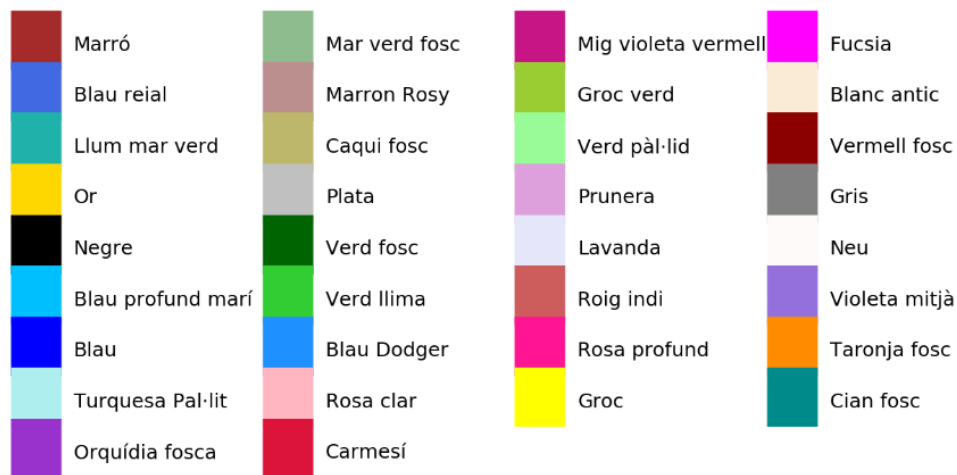 Marró
Blau reial
Llum mar verd
Or
Negre
Blau profund marí
Blau
Turquesa Pal·lit
Orquídia fosca
Mar verd fosc
Marron Rosy
Caqui fosc
Plata
Verd fosc
Verd llima
Blau Dodger
Rosa clar
Carmesí
Mig violeta vermell
Groc verd
Verd pàl·lid
Prunera
Lavanda
Roig indi
Rosa profund
Groc
Fucsia
Blanc antic
Vermell fosc
Gris
Neu
Violeta mitjà
Taronja fosc
Cian fosc